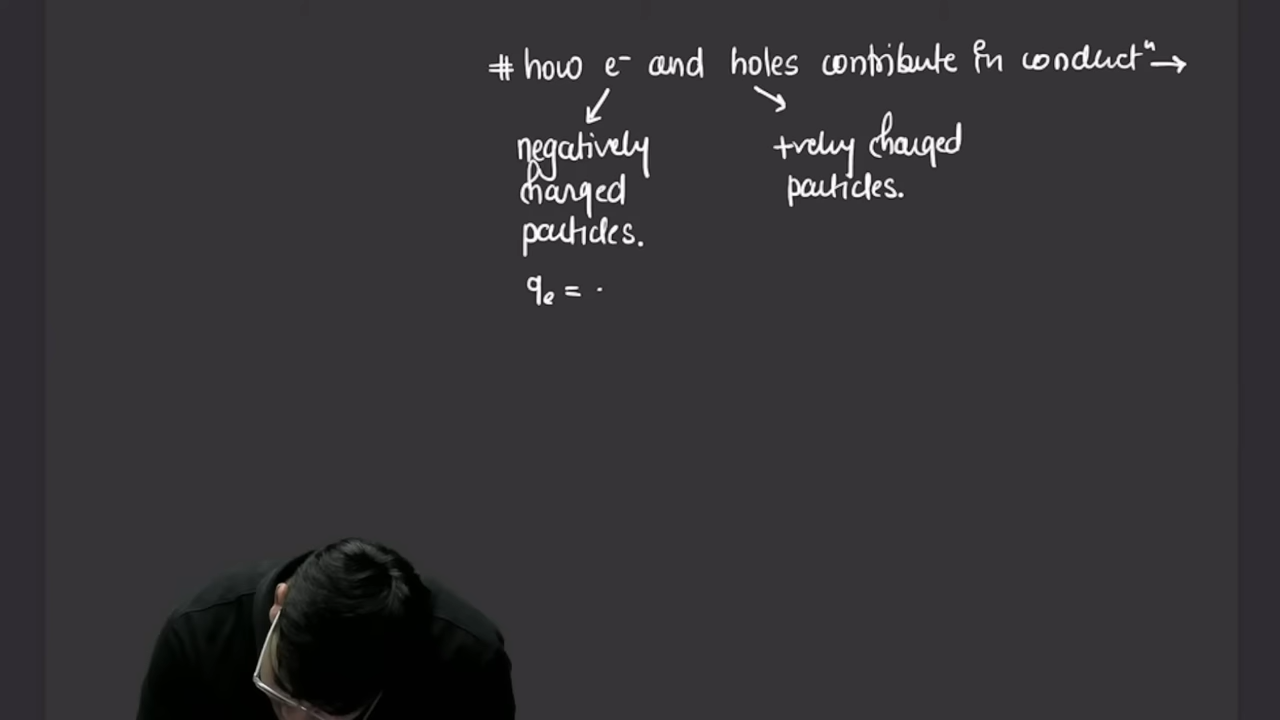 # how e⁻ and holes contribute in conductⁿ →
negatively
charged
particles.
+vely charged
particles.
qₑ = ·